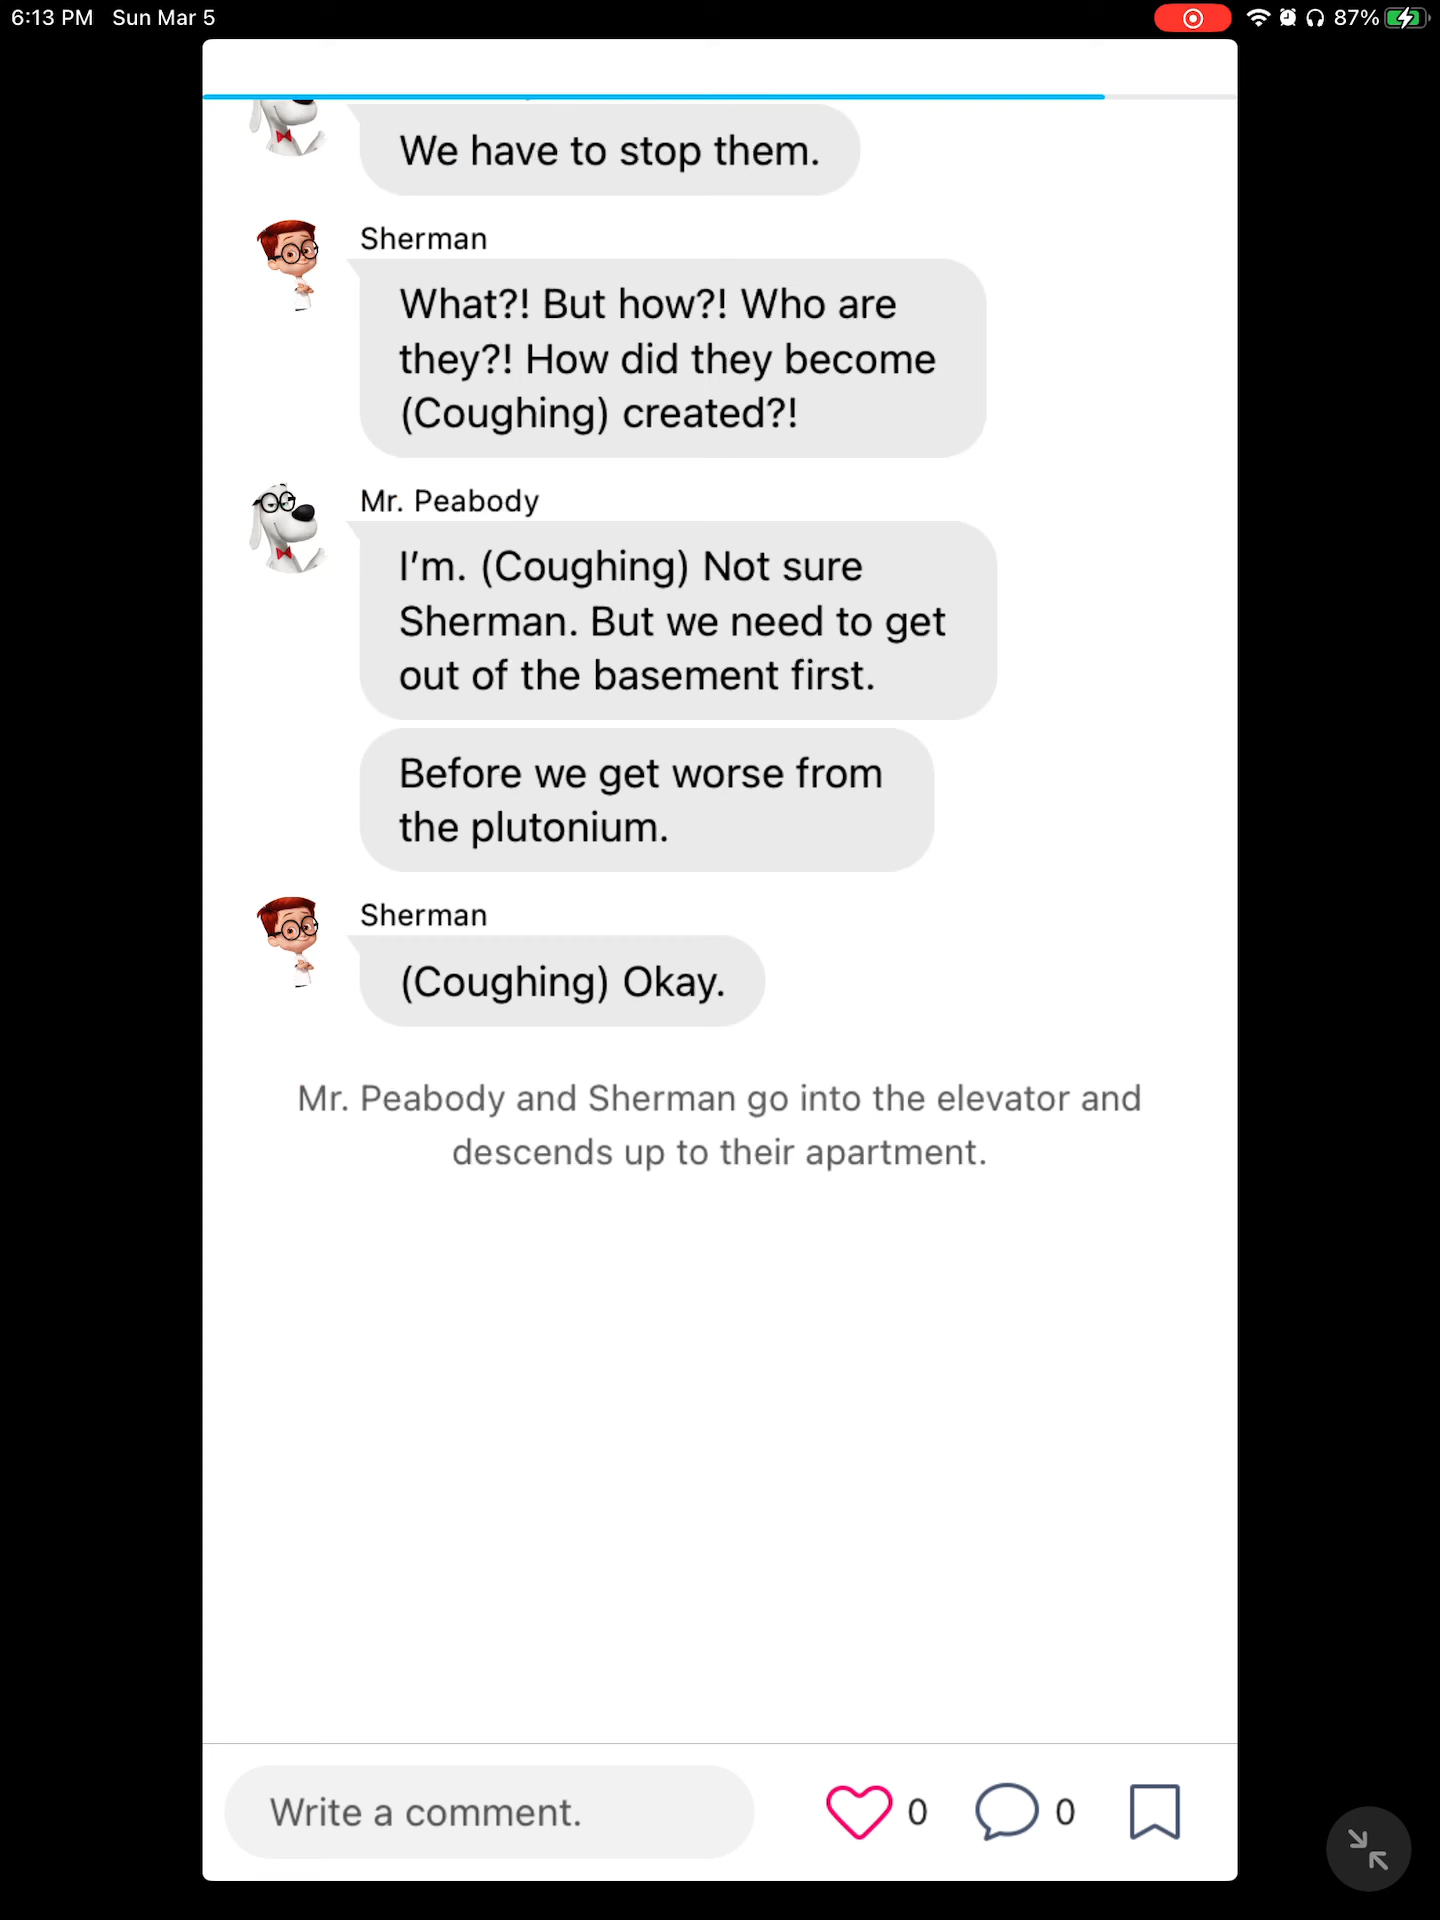 6:13 PM Sun Mar 5
87%
We have to stop them.
Sherman
What?! But how?! Who are
they?! How did they become
(Coughing) created?!
Mr. Peabody
I’m. (Coughing) Not sure
Sherman. But we need to get
out of the basement first.
Before we get worse from
the plutonium.
Sherman
(Coughing) Okay.
Mr. Peabody and Sherman go into the elevator and
descends up to their apartment.
Write a comment.
0
0